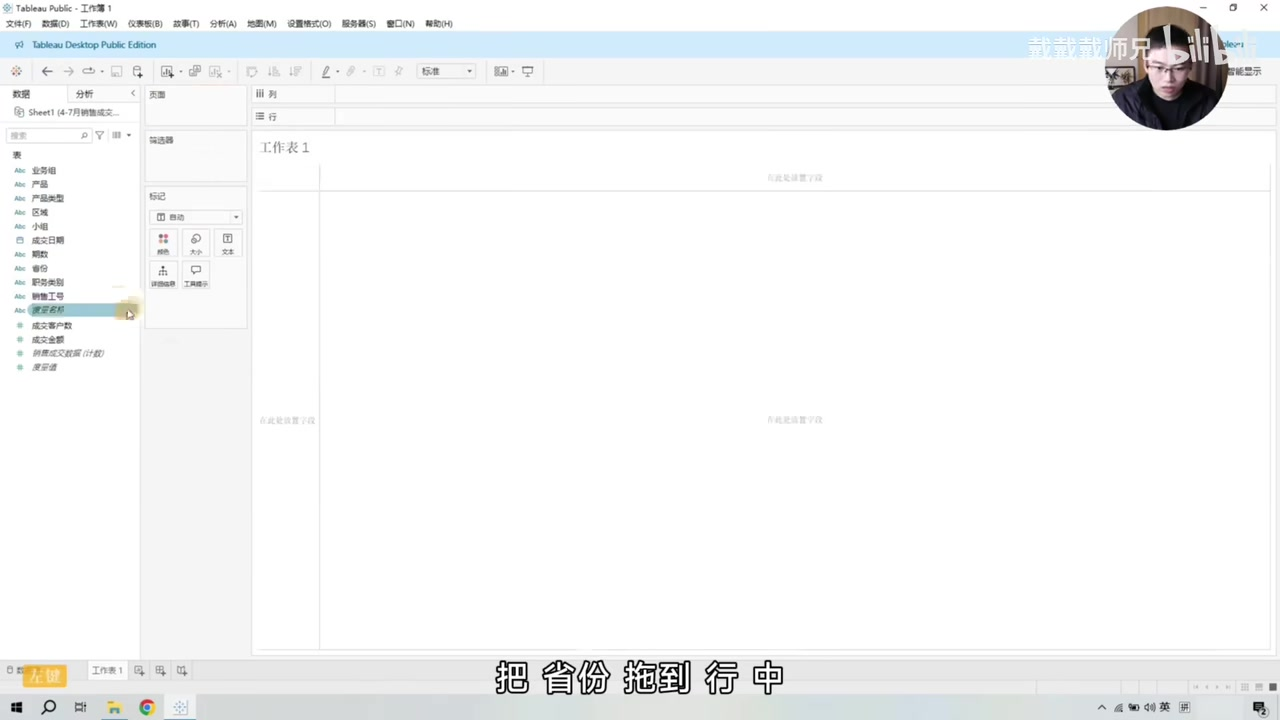 Tableau Public - 工作簿 1
文件(F) 数据(D) 工作表(W) 仪表板(B) 故事(T) 分析(A) 地图(M) 设置格式(O) 服务器(S) 窗口(N) 帮助(H)
Tableau Desktop Public Edition
戴戴戴师兄 bilibili
标准
智能显示
数据 分析
页面
列
Sheet1 (4-7月销售成交...
行
搜索
筛选器
工作表 1
表
业务组
产品
在此处放置字段
产品类型
标记
区域
自动
小组
成交日期
颜色 大小 文本
期数
省份
职务类别
详细信息 工具提示
销售工号
度量名称
成交客户数
成交金额
销售成交数据 (计数)
度量值
在此处放置字段
在此处放置字段
左键
工作表 1
把 省份 拖到 行 中
英 拼
2